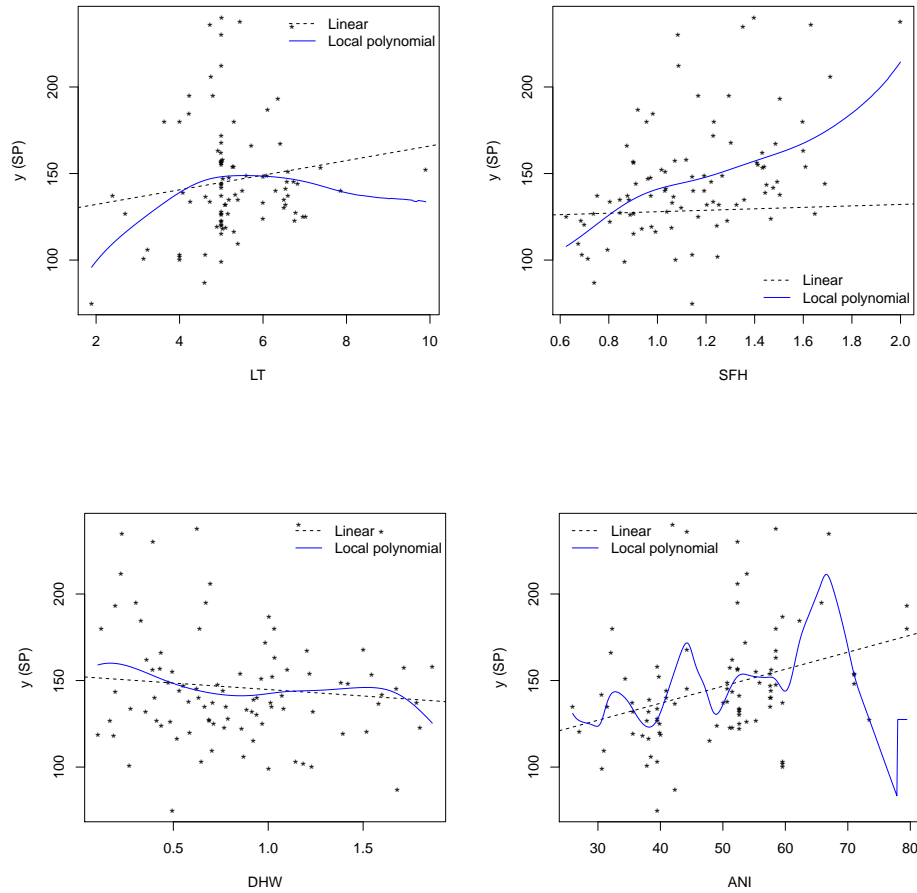 Linear
Local polynomial
y (SP)
200
150
100
2 4 6 8 10
LT
Linear
Local polynomial
y (SP)
200
150
100
0.6 0.8 1.0 1.2 1.4 1.6 1.8 2.0
SFH
Linear
Local polynomial
y (SP)
200
150
100
0.5 1.0 1.5
DHW
Linear
Local polynomial
y (SP)
200
150
100
30 40 50 60 70 80
ANI